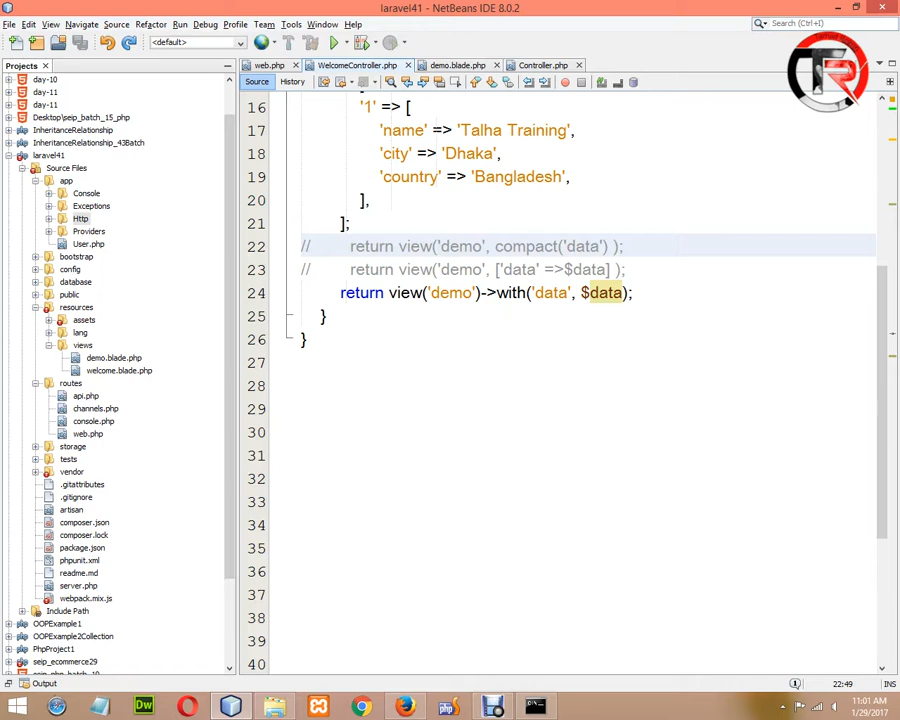 laravel41 - NetBeans IDE 8.0.2
File Edit View Navigate Source Refactor Run Debug Profile Team Tools Window Help
Search (Ctrl+I)
<default>
Projects
web.php WelcomeController.php demo.blade.php Controller.php
Source History
day-10
day-11
day-11
Desktop\seip_batch_15_php
InheritanceRelationship
InheritanceRelationship_43Batch
laravel41
Source Files
app
Console
Exceptions
Http
Providers
User.php
bootstrap
config
database
public
resources
assets
lang
views
demo.blade.php
welcome.blade.php
routes
api.php
channels.php
console.php
web.php
storage
tests
vendor
.gitattributes
.gitignore
artisan
composer.json
composer.lock
package.json
phpunit.xml
readme.md
server.php
webpack.mix.js
Include Path
OOPExample1
OOPExample2Collection
PhpProject1
seip_ecommerce29
16 '1' => [
17 'name' => 'Talha Training',
18 'city' => 'Dhaka',
19 'country' => 'Bangladesh',
20 ],
21 ];
22 // return view('demo', compact('data') );
23 // return view('demo', ['data' =>$data] );
24 return view('demo')->with('data', $data);
25 }
26 }
27
28
29
30
31
32
33
34
35
36
37
38
39
40
Output
22:49 INS
11:01 AM
1/29/2017